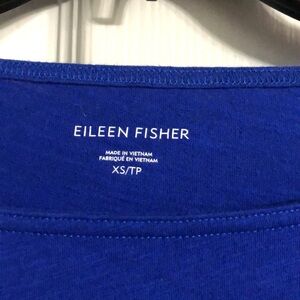 EILEEN FISHER
MADE IN VIETNAM
FABRIQUÉ EN VIETNAM
XS/TP